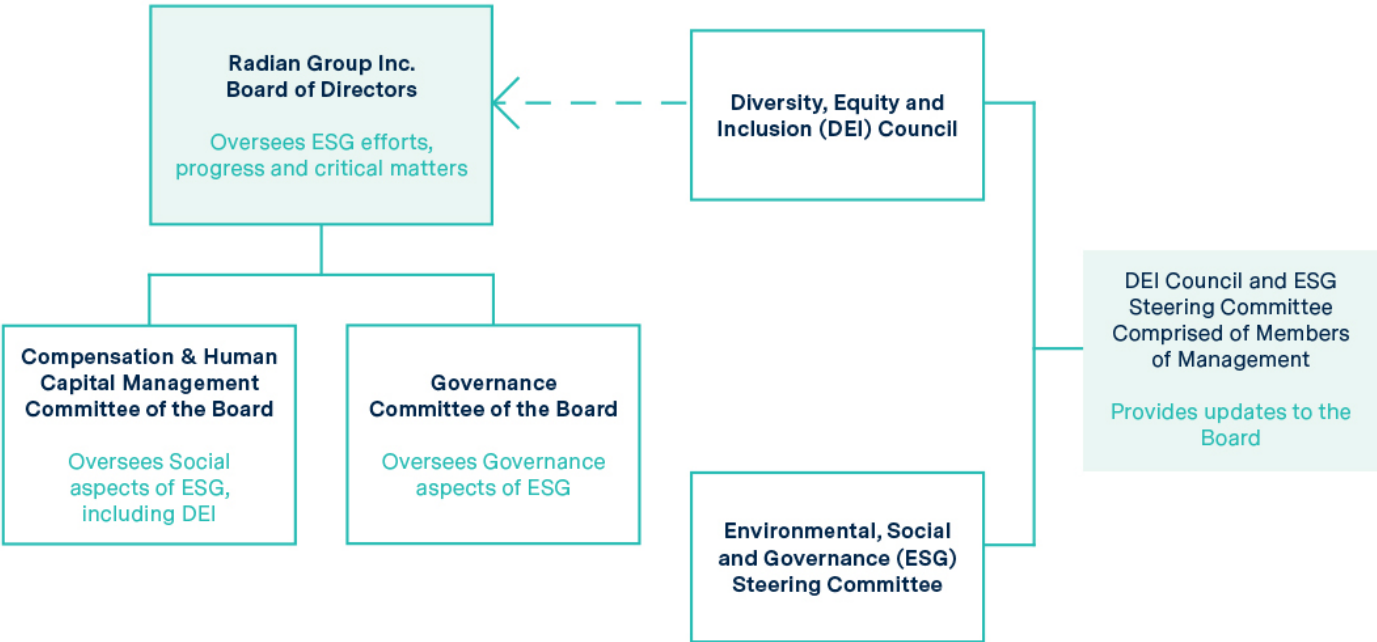 Radian Group Inc.
Board of Directors
Oversees ESG efforts,
progress and critical matters
Diversity, Equity and
Inclusion (DEI) Council
DEI Council and ESG
Steering Committee
Comprised of Members
of Management
Provides updates to the
Board
Compensation & Human
Capital Management
Committee of the Board
Oversees Social
aspects of ESG,
including DEI
Governance
Committee of the Board
Oversees Governance
aspects of ESG
Environmental, Social
and Governance (ESG)
Steering Committee